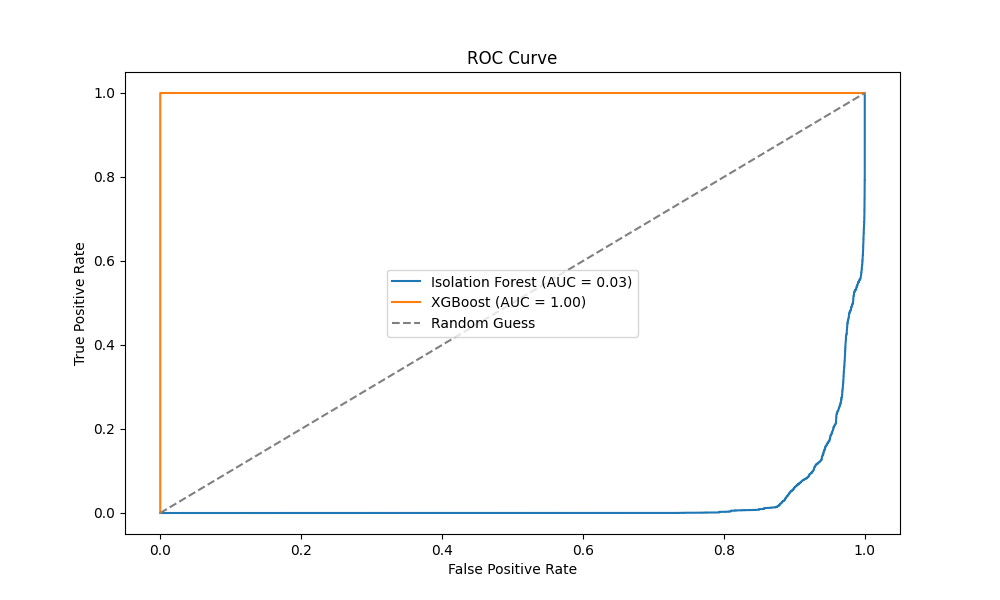 ROC Curve
1.0
0.8
0.6
0.4
0.2
0.0
True Positive Rate
Isolation Forest (AUC = 0.03)
XGBoost (AUC = 1.00)
Random Guess
0.0 0.2 0.4 0.6 0.8 1.0
False Positive Rate